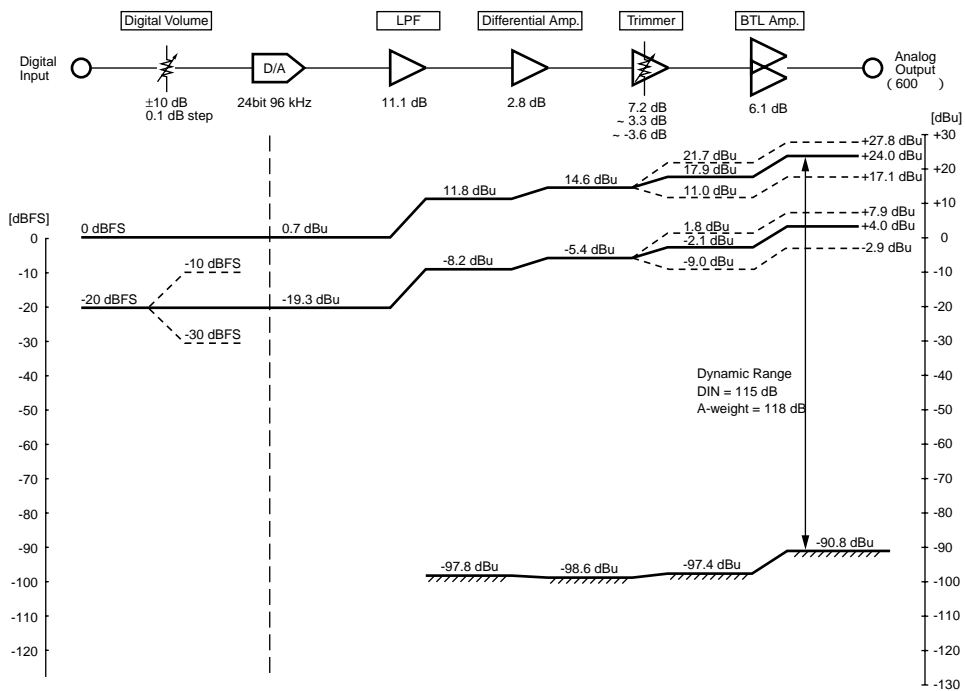 Digital Volume
LPF
Differential Amp.
Trimmer
BTL Amp.
Digital
Input
D/A
Analog
Output
( 600 )
±10 dB
0.1 dB step
24bit 96 kHz
11.1 dB
2.8 dB
7.2 dB
~ 3.3 dB
~ -3.6 dB
6.1 dB
[dBu]
+30
+27.8 dBu
+24.0 dBu
21.7 dBu
17.9 dBu
+20
+17.1 dBu
14.6 dBu
11.8 dBu
11.0 dBu
+10
+7.9 dBu
+4.0 dBu
[dBFS]
0 dBFS
0.7 dBu
1.8 dBu
-2.1 dBu
0
0
-2.9 dBu
-5.4 dBu
-8.2 dBu
-9.0 dBu
-10
-10 dBFS
-10
-20 dBFS
-19.3 dBu
-20
-20
-30 dBFS
-30
-30
Dynamic Range
DIN = 115 dB
A-weight = 118 dB
-40
-40
-50
-50
-60
-60
-70
-70
-80
-80
-90
-90.8 dBu
-90
-97.8 dBu
-98.6 dBu
-97.4 dBu
-100
-100
-110
-110
-120
-120
-130